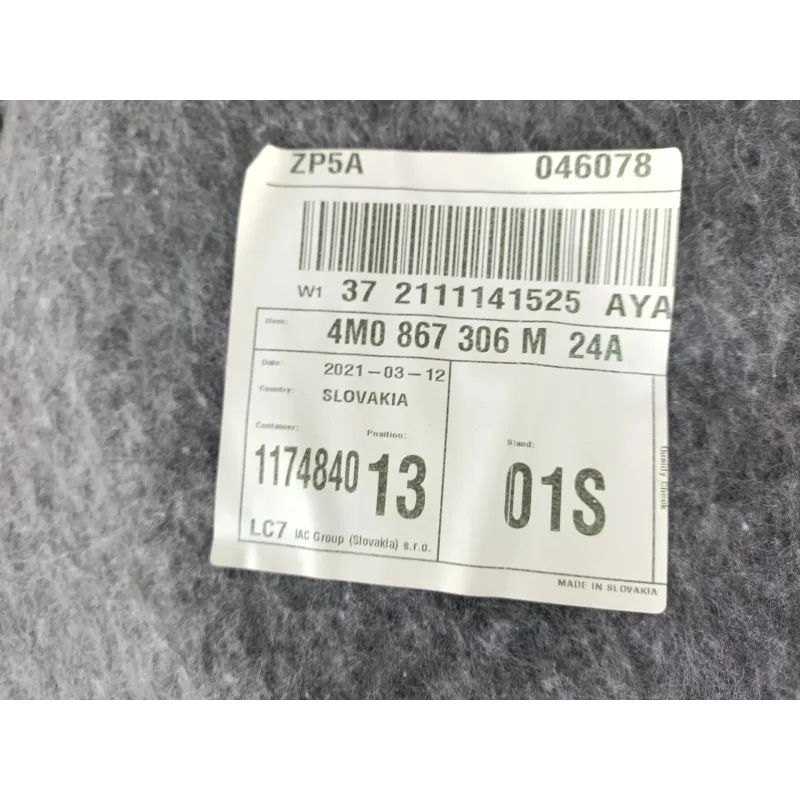 ZP5A 046078
W1 37 2111141525 AYA
Item: 4M0 867 306 M 24A
Date: 2021-03-12
Country: SLOVAKIA
Container: Position:
1174840 13
Stand:
01S
Quality Check
LC7 IAC Group (Slovakia) s.r.o.
MADE IN SLOVAKIA